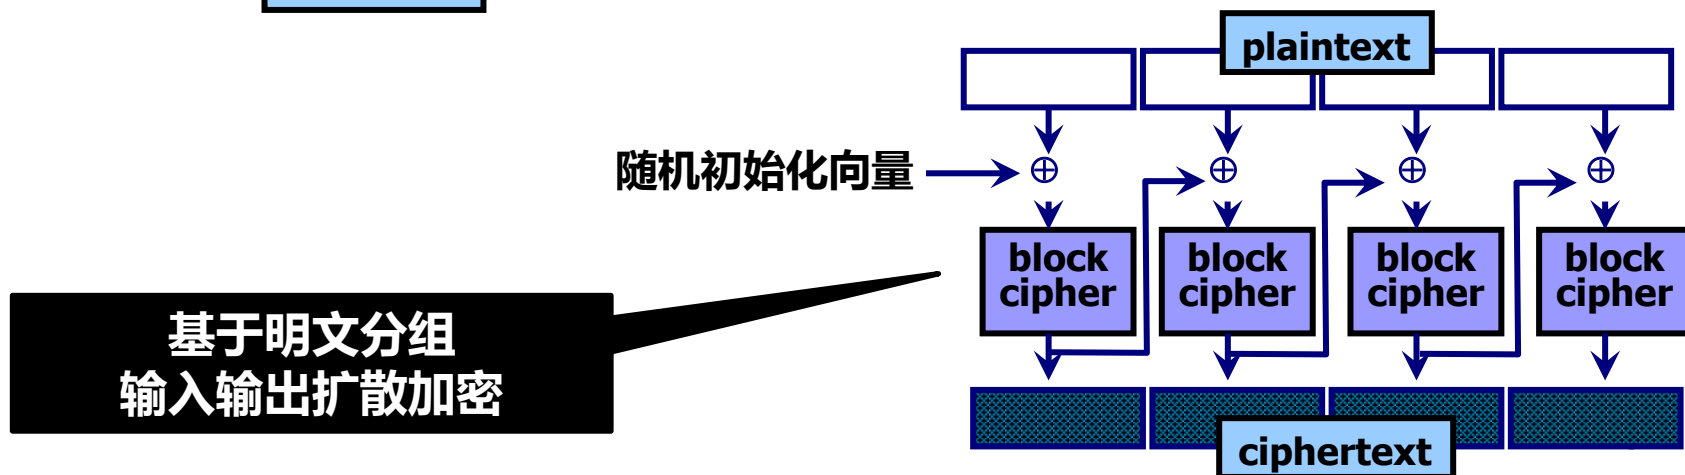 plaintext
随机初始化向量
block
cipher
block
cipher
block
cipher
block
cipher
基于明文分组
输入输出扩散加密
ciphertext